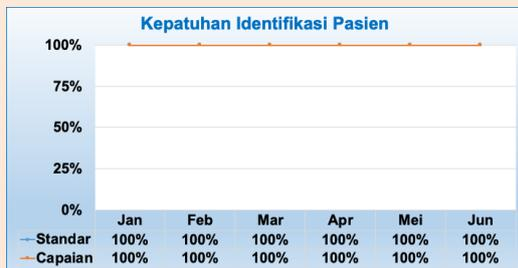 Kepatuhan Identifikasi Pasien
100%
75%
50%
25%
0%
Jan Feb Mar Apr Mei Jun
Standar 100% 100% 100% 100% 100% 100%
Capaian 100% 100% 100% 100% 100% 100%